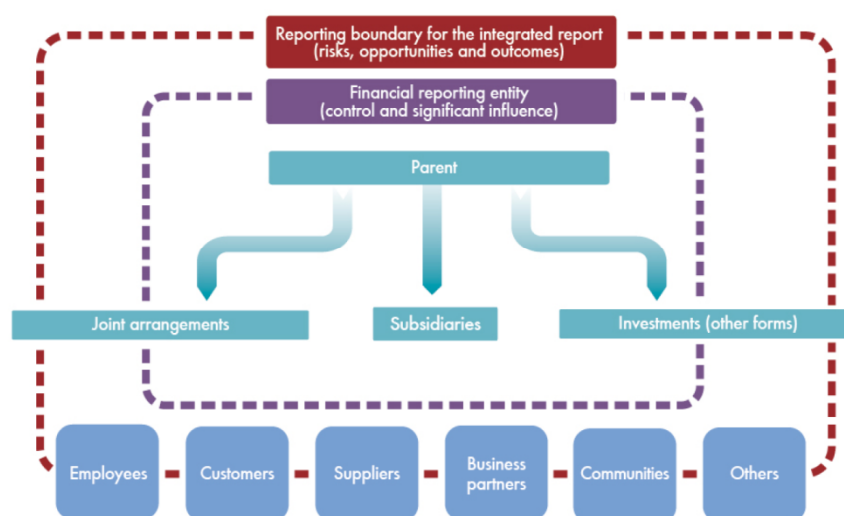 Reporting boundary for the integrated report
(risks, opportunities and outcomes)
Financial reporting entity
(control and significant influence)
Parent
Joint arrangements
Subsidiaries
Investments (other forms)
Employees
Customers
Suppliers
Business
partners
Communities
Others